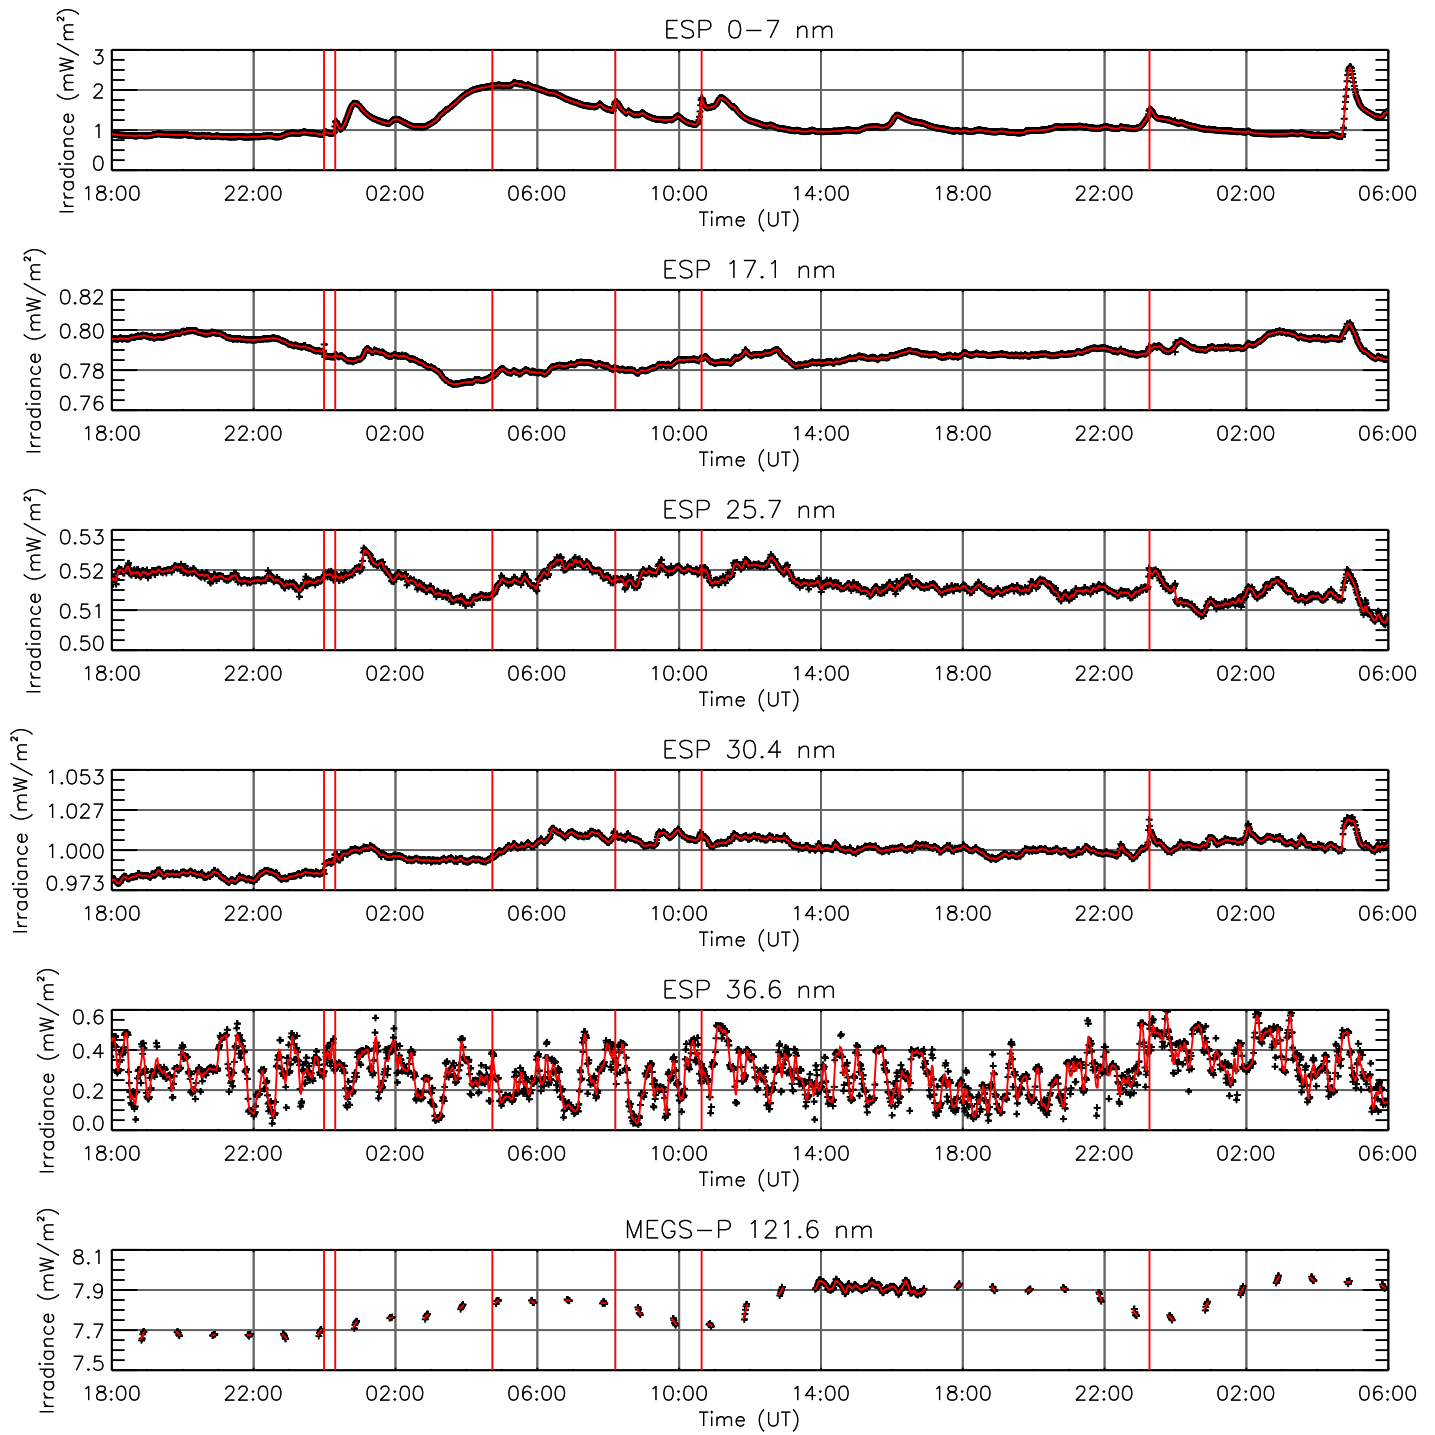 ESP 0-7 nm
Irradiance (mW/m²)
3
2
1
0
18:00 22:00 02:00 06:00 10:00 14:00 18:00 22:00 02:00 06:00
Time (UT)
ESP 17.1 nm
Irradiance (mW/m²)
0.82
0.80
0.78
0.76
18:00 22:00 02:00 06:00 10:00 14:00 18:00 22:00 02:00 06:00
Time (UT)
ESP 25.7 nm
Irradiance (mW/m²)
0.53
0.52
0.51
0.50
18:00 22:00 02:00 06:00 10:00 14:00 18:00 22:00 02:00 06:00
Time (UT)
ESP 30.4 nm
Irradiance (mW/m²)
1.053
1.027
1.000
0.973
18:00 22:00 02:00 06:00 10:00 14:00 18:00 22:00 02:00 06:00
Time (UT)
ESP 36.6 nm
Irradiance (mW/m²)
0.6
0.4
0.2
0.0
18:00 22:00 02:00 06:00 10:00 14:00 18:00 22:00 02:00 06:00
Time (UT)
MEGS-P 121.6 nm
Irradiance (mW/m²)
8.1
7.9
7.7
7.5
18:00 22:00 02:00 06:00 10:00 14:00 18:00 22:00 02:00 06:00
Time (UT)